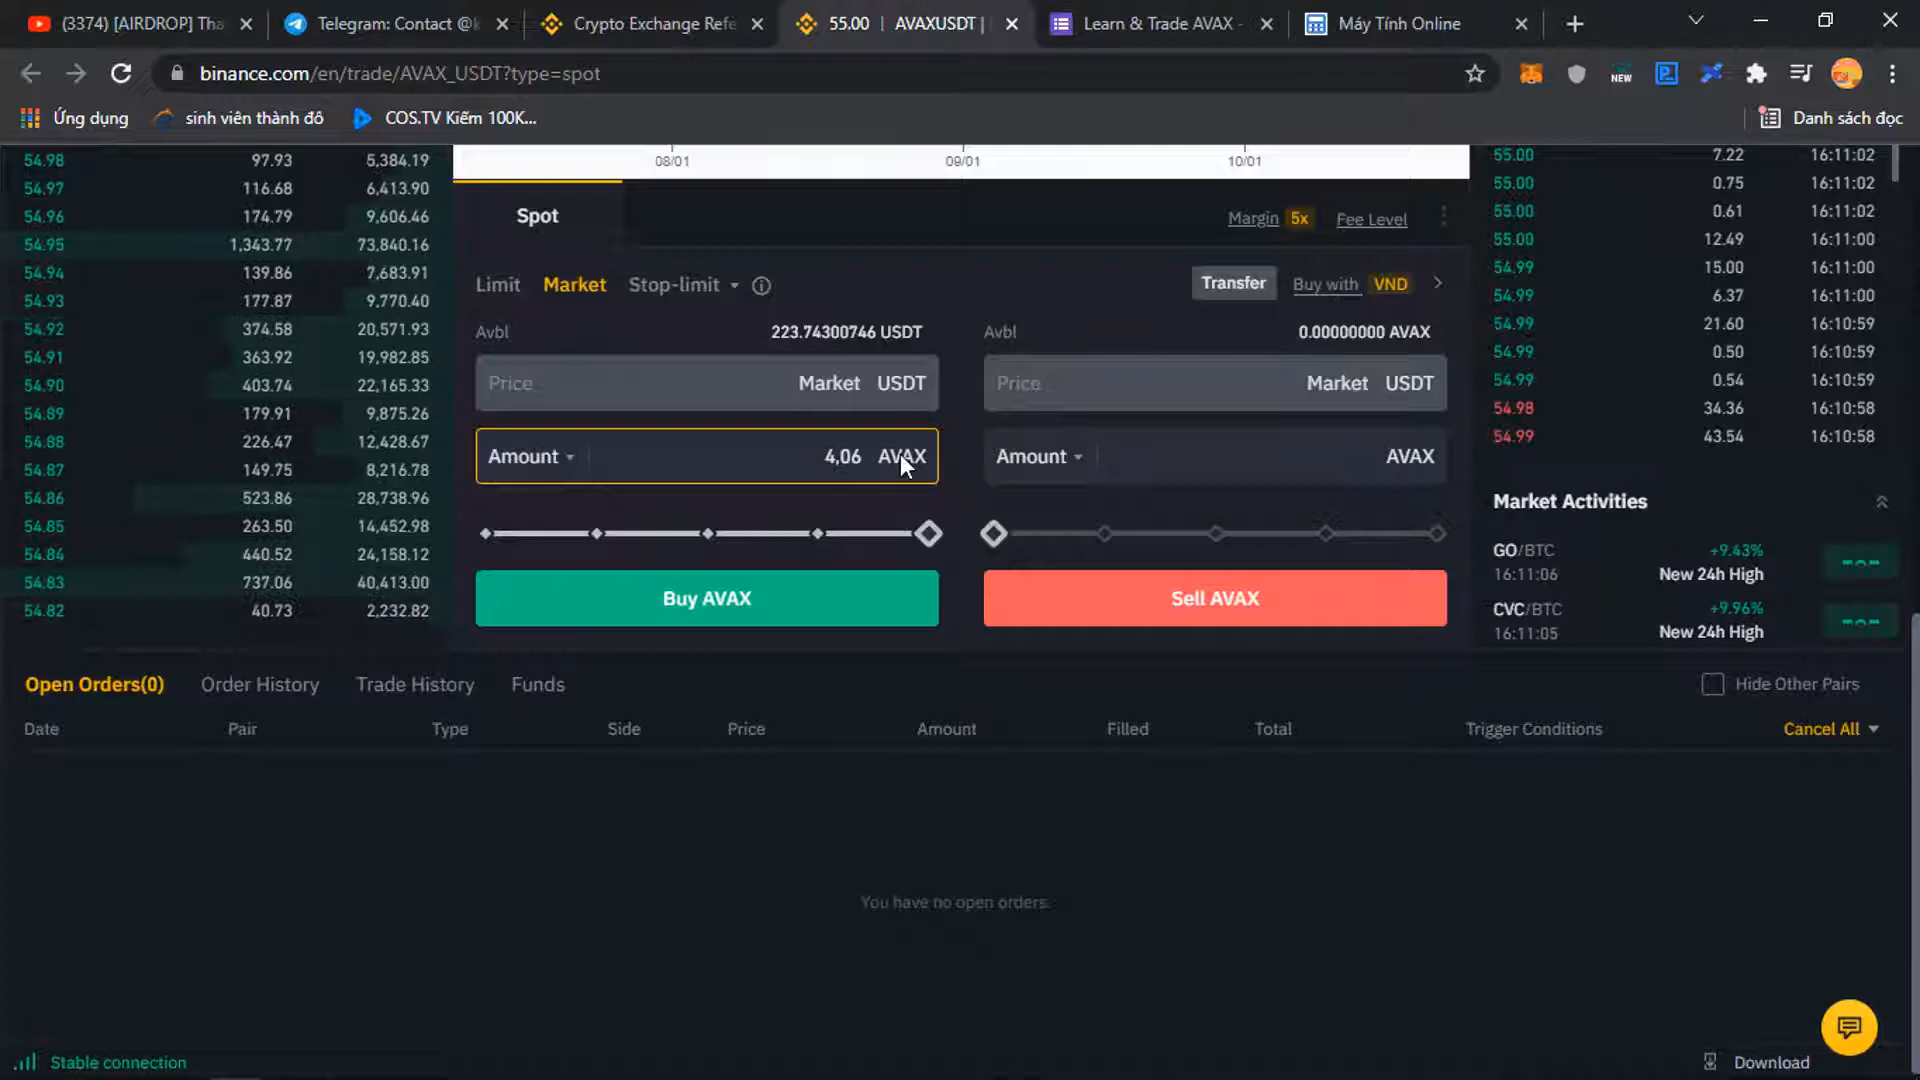 (3374) [AIRDROP] Tha
Telegram: Contact @k
Crypto Exchange Refe
55.00 | AVAXUSDT |
Learn & Trade AVAX -
Máy Tính Online
binance.com/en/trade/AVAX_USDT?type=spot
NEW
Ứng dụng
sinh viên thành đô
COS.TV Kiếm 100K...
Danh sách đọc
54.98 97.93 5,384.19
54.97 116.68 6,413.90
54.96 174.79 9,606.46
54.95 1,343.77 73,840.16
54.94 139.86 7,683.91
54.93 177.87 9,770.40
54.92 374.58 20,571.93
54.91 363.92 19,982.85
54.90 403.74 22,165.33
54.89 179.91 9,875.26
54.88 226.47 12,428.67
54.87 149.75 8,216.78
54.86 523.86 28,738.96
54.85 263.50 14,452.98
54.84 440.52 24,158.12
54.83 737.06 40,413.00
54.82 40.73 2,232.82
08/01 09/01 10/01
Spot
Margin 5x Fee Level
Limit Market Stop-limit
Transfer Buy with VND
Avbl 223.74300746 USDT
Price Market USDT
Amount 4,06 AVAX
Buy AVAX
Avbl 0.00000000 AVAX
Price Market USDT
Amount AVAX
Sell AVAX
55.00 7.22 16:11:02
55.00 0.75 16:11:02
55.00 0.61 16:11:02
55.00 12.49 16:11:00
54.99 15.00 16:11:00
54.99 6.37 16:11:00
54.99 21.60 16:10:59
54.99 0.50 16:10:59
54.99 0.54 16:10:59
54.98 34.36 16:10:58
54.99 43.54 16:10:58
Market Activities
GO/BTC +9.43%
16:11:06 New 24h High
CVC/BTC +9.96%
16:11:05 New 24h High
Open Orders(0) Order History Trade History Funds
Hide Other Pairs
Date Pair Type Side Price Amount Filled Total Trigger Conditions Cancel All
You have no open orders.
Stable connection
Download